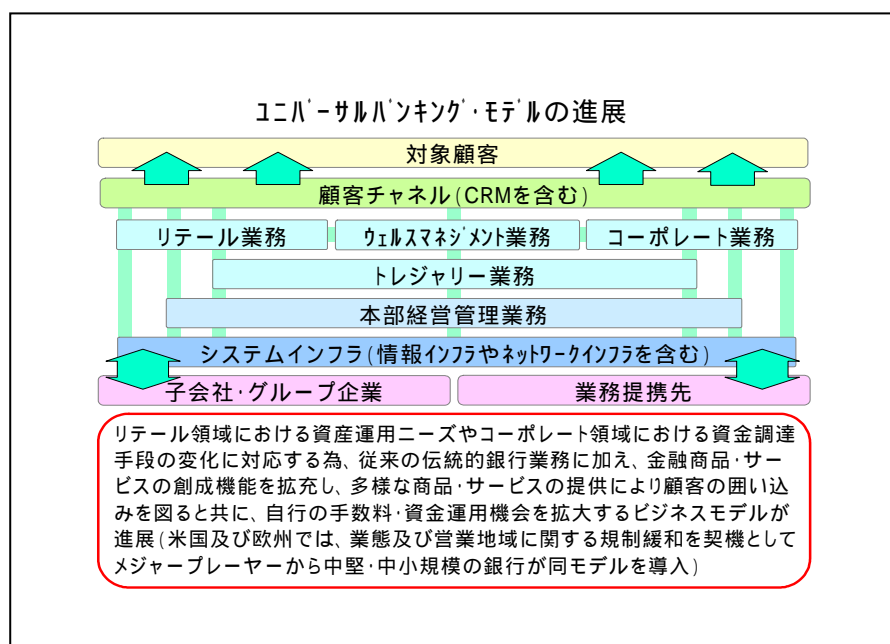 ﾕﾆﾊﾞｰｻﾙﾊﾞﾝｷﾝｸﾞ･ﾓﾃﾞﾙの進展
対象顧客
顧客チャネル(CRMを含む)
リテール業務
ｳｪﾙｽﾏﾈｼﾞﾒﾝﾄ業務
コーポレート業務
トレジャリー業務
本部経営管理業務
システムインフラ(情報ｲﾝﾌﾗやﾈｯﾄﾜｰｸｲﾝﾌﾗを含む)
子会社･グループ企業
業務提携先
リテール領域における資産運用ニーズやコーポレート領域における資金調達
手段の変化に対応する為、従来の伝統的銀行業務に加え、金融商品･サー
ビスの創成機能を拡充し、多様な商品･サービスの提供により顧客の囲い込
みを図ると共に、自行の手数料･資金運用機会を拡大するビジネスモデルが
進展(米国及び欧州では、業態及び営業地域に関する規制緩和を契機として
メジャープレーヤーから中堅･中小規模の銀行が同モデルを導入)